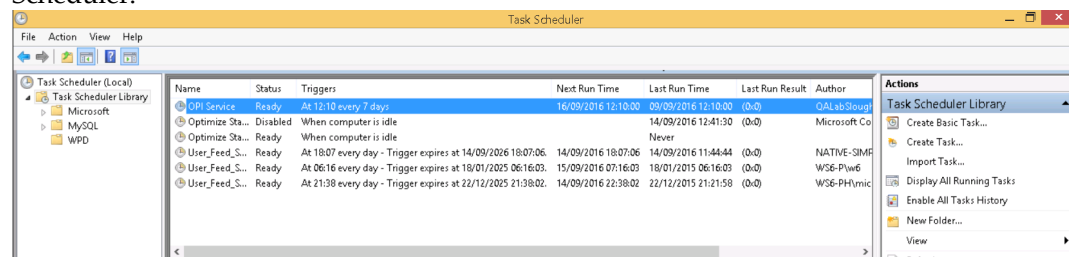 Scheduler.
Task Scheduler
File Action View Help
Task Scheduler (Local)
Task Scheduler Library
Microsoft
MySQL
WPD
Name Status Triggers Next Run Time Last Run Time Last Run Result Author
OPI Service Ready At 12:10 every 7 days 16/09/2016 12:10:00 09/09/2016 12:10:00 (0x0) QALabSlough
Optimize Sta... Disabled When computer is idle 14/09/2016 12:41:30 (0x0) Microsoft Co
Optimize Sta... Ready When computer is idle Never
User_Feed_S... Ready At 18:07 every day - Trigger expires at 14/09/2026 18:07:06. 14/09/2016 18:07:06 14/09/2016 11:44:44 (0x0) NATIVE-SIMP
User_Feed_S... Ready At 06:16 every day - Trigger expires at 18/01/2025 06:16:03. 15/09/2016 07:16:03 18/01/2015 06:16:03 (0x0) WS6-P\w6
User_Feed_S... Ready At 21:38 every day - Trigger expires at 22/12/2025 21:38:02. 14/09/2016 22:38:02 22/12/2015 21:21:58 (0x0) WS6-PH\mic
Actions
Task Scheduler Library
Create Basic Task...
Create Task...
Import Task...
Display All Running Tasks
Enable All Tasks History
New Folder...
View